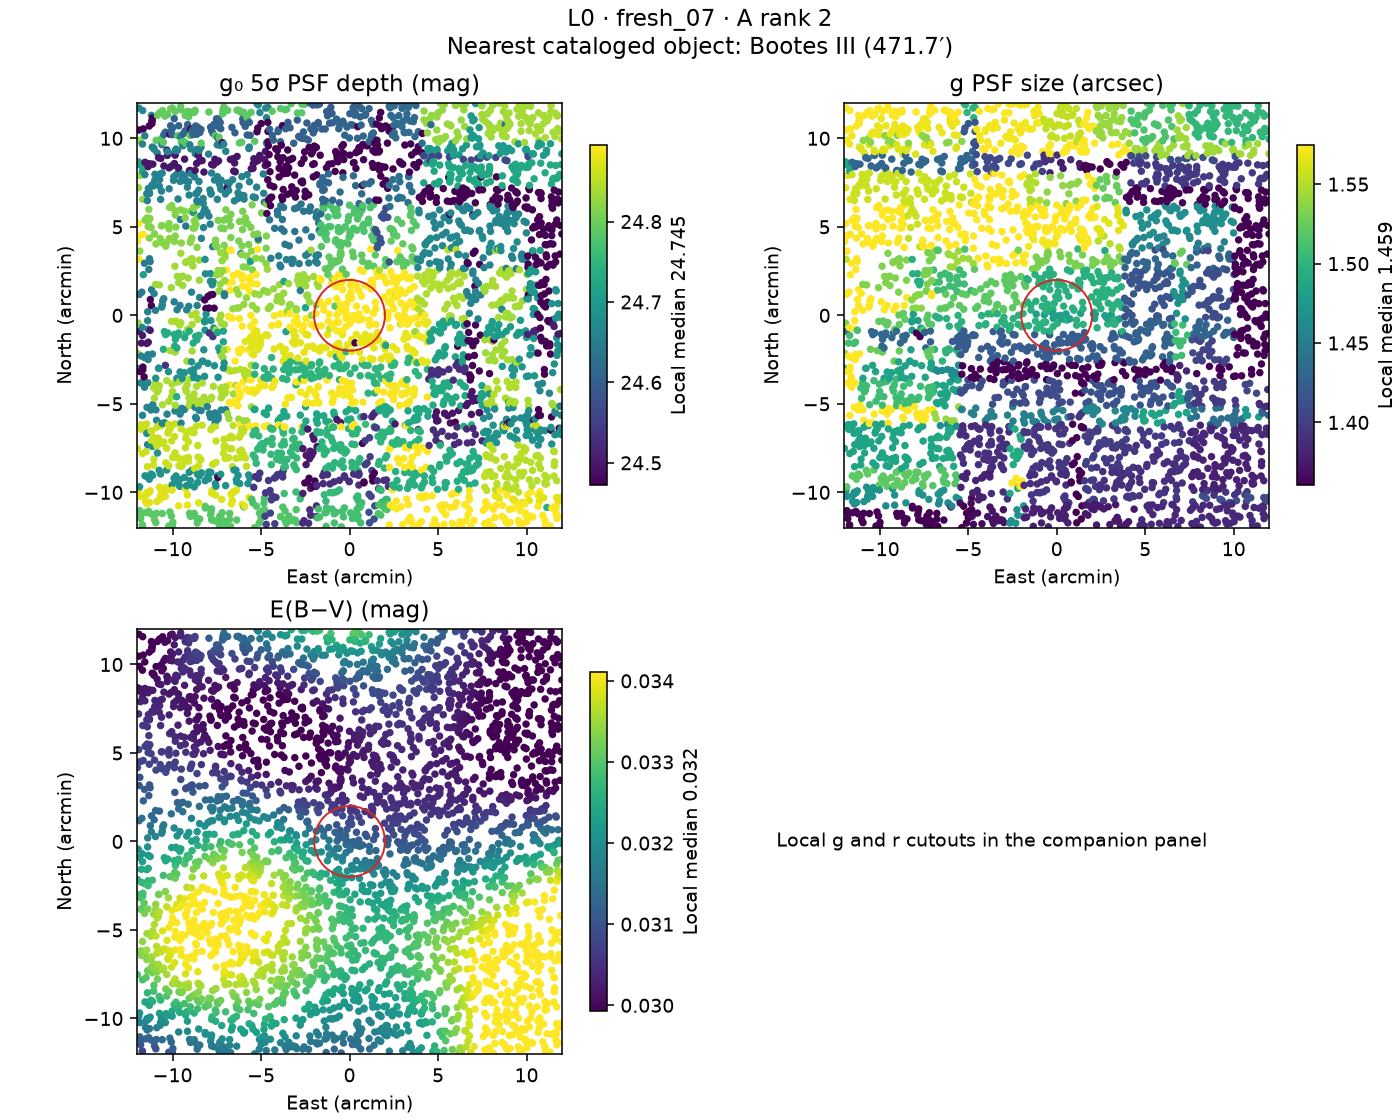 L0 · fresh_07 · A rank 2
Nearest cataloged object: Bootes III (471.7′)
g₀ 5σ PSF depth (mag)
10
5
0
−5
−10
−10
−5
0
5
10
North (arcmin)
East (arcmin)
24.8
24.7
24.6
24.5
Local median 24.745
g PSF size (arcsec)
10
5
0
−5
−10
−10
−5
0
5
10
North (arcmin)
East (arcmin)
1.55
1.50
1.45
1.40
Local median 1.459
E(B−V) (mag)
10
5
0
−5
−10
−10
−5
0
5
10
North (arcmin)
East (arcmin)
0.034
0.033
0.032
0.031
0.030
Local median 0.032
Local g and r cutouts in the companion panel